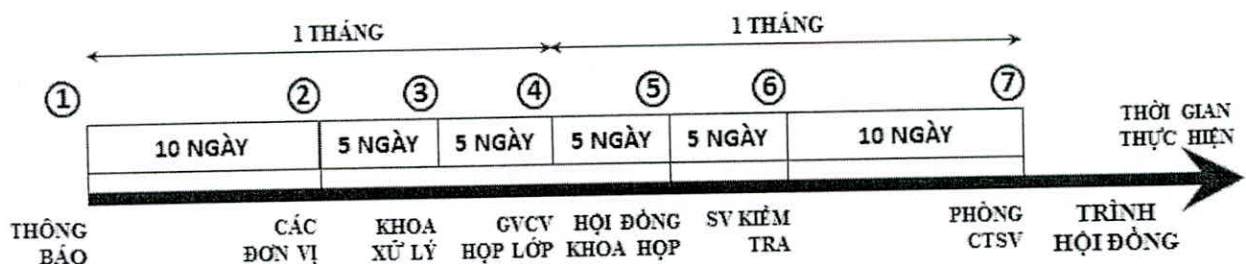 1 THÁNG
1 THÁNG
①
②
③
④
⑤
⑥
⑦
10 NGÀY
5 NGÀY
5 NGÀY
5 NGÀY
5 NGÀY
10 NGÀY
THỜI GIAN
THỰC HIỆN
THÔNG
BÁO
CÁC
ĐƠN VỊ
KHOA
XỬ LÝ
GVCV
HỌP LỚP
HỘI ĐỒNG
KHOA HỌP
SV KIỂM
TRA
PHÒNG
CTSV
TRÌNH
HỘI ĐỒNG